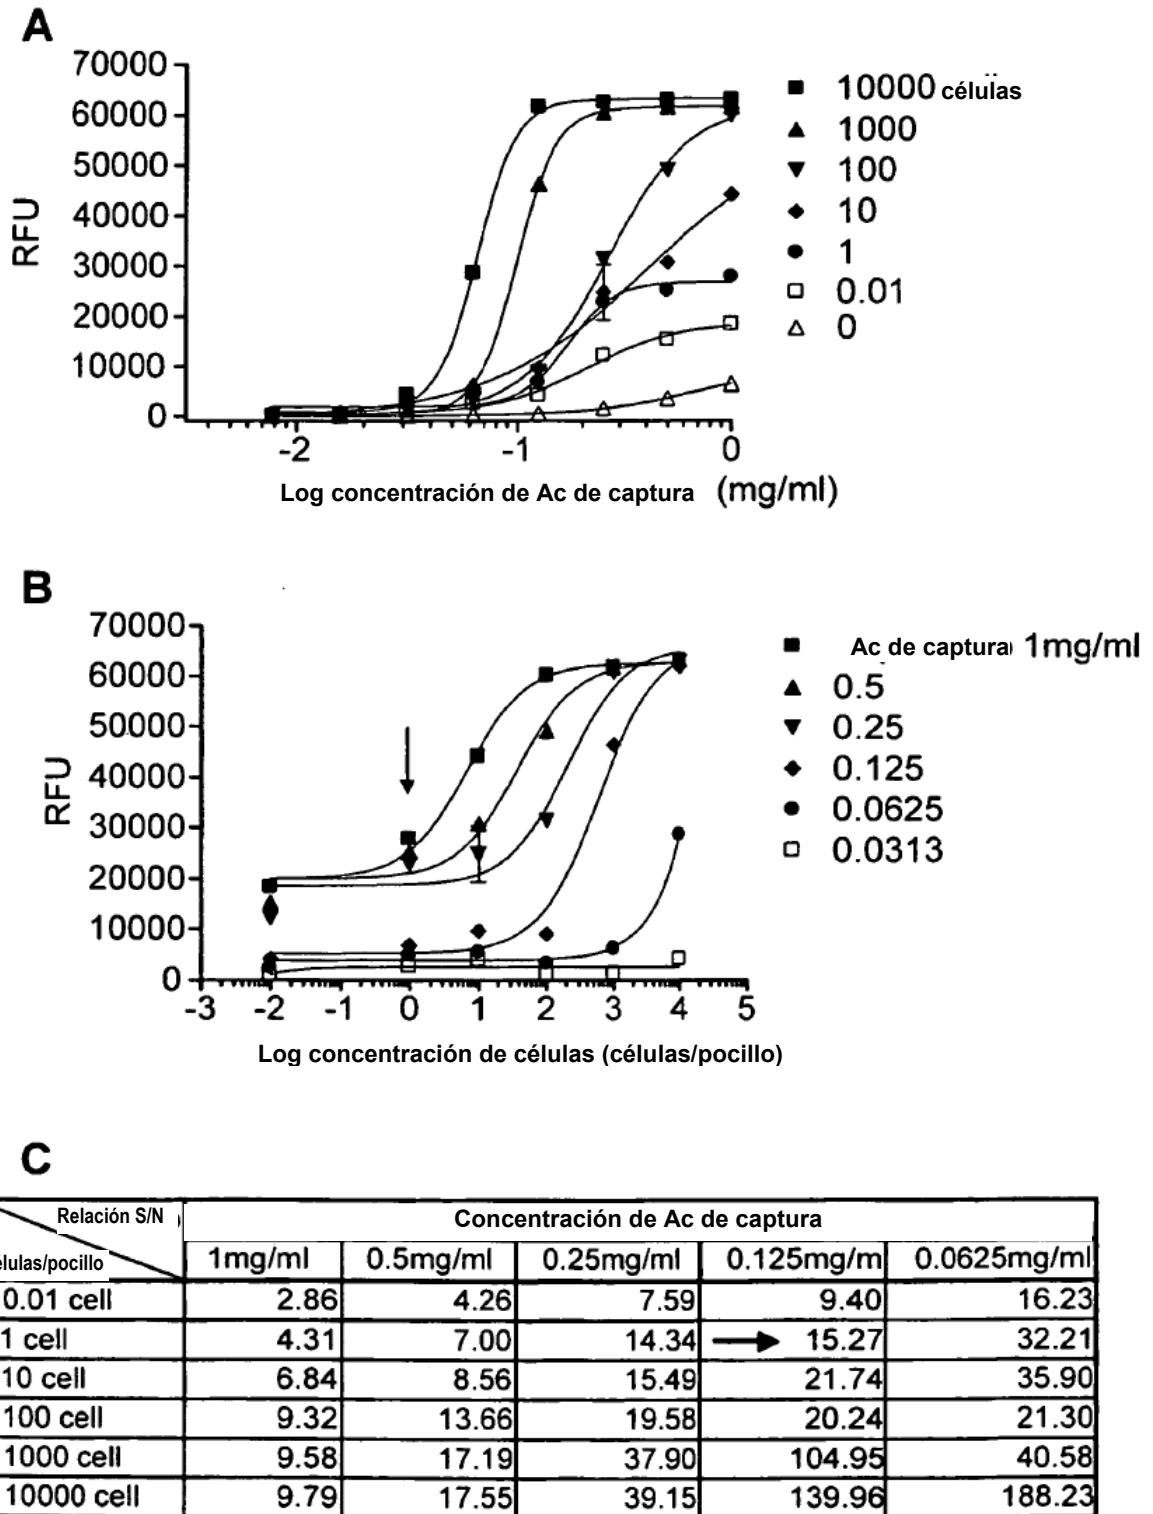 A
70000
60000
50000
40000
30000
20000
10000
0
RFU
-2 -1 0
Log concentración de Ac de captura (mg/ml)
10000 células
1000
100
10
1
0.01
0
B
70000
60000
50000
40000
30000
20000
10000
0
RFU
-3 -2 -1 0 1 2 3 4 5
Log concentración de células (células/pocillo)
Ac de captura 1mg/ml
0.5
0.25
0.125
0.0625
0.0313
C
Relación S/N Concentración de Ac de captura
élulas/pocillo 1mg/ml 0.5mg/ml 0.25mg/ml 0.125mg/m 0.0625ml/ml
0.01 cell 2.86 4.26 7.59 9.40 16.23
1 cell 4.31 7.00 14.34 15.27 32.21
10 cell 6.84 8.56 15.49 21.74 35.90
100 cell 9.32 13.66 19.58 20.24 21.30
1000 cell 9.58 17.19 37.90 104.95 40.58
10000 cell 9.79 17.55 39.15 139.96 188.23